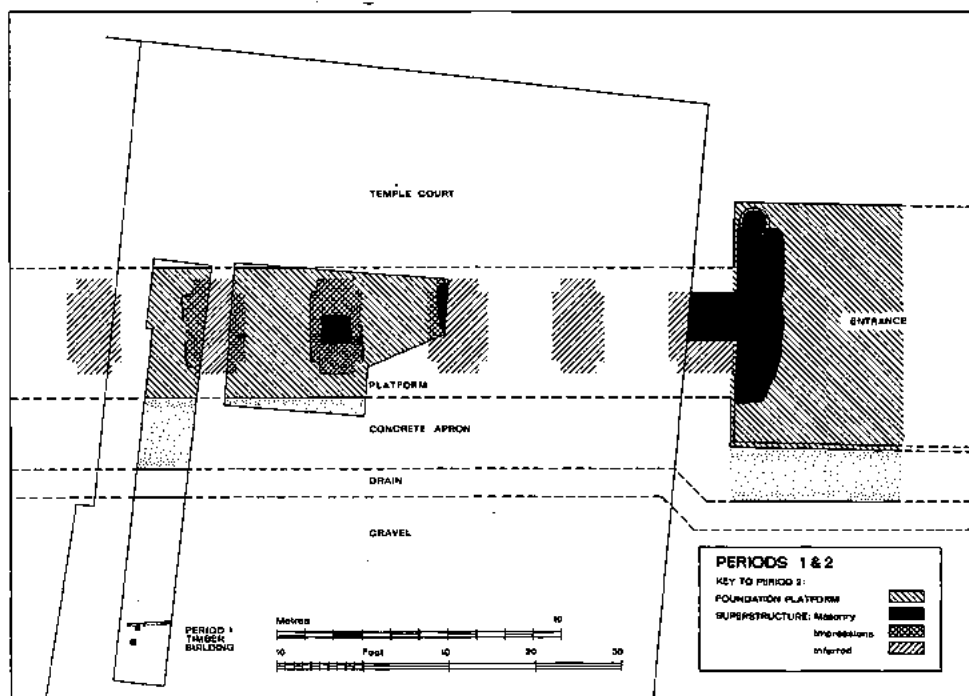 TEMPLE COURT
ENTRANCE
PLATFORM
CONCRETE APRON
DRAIN
GRAVEL
PERIOD 1
TIMBER
BUILDING
Metres 10
10 Feet 10 20 30
PERIODS 1 & 2
KEY TO PERIOD 2:
FOUNDATION PLATFORM
SUPERSTRUCTURE: Masonry
Impressions
Inferred